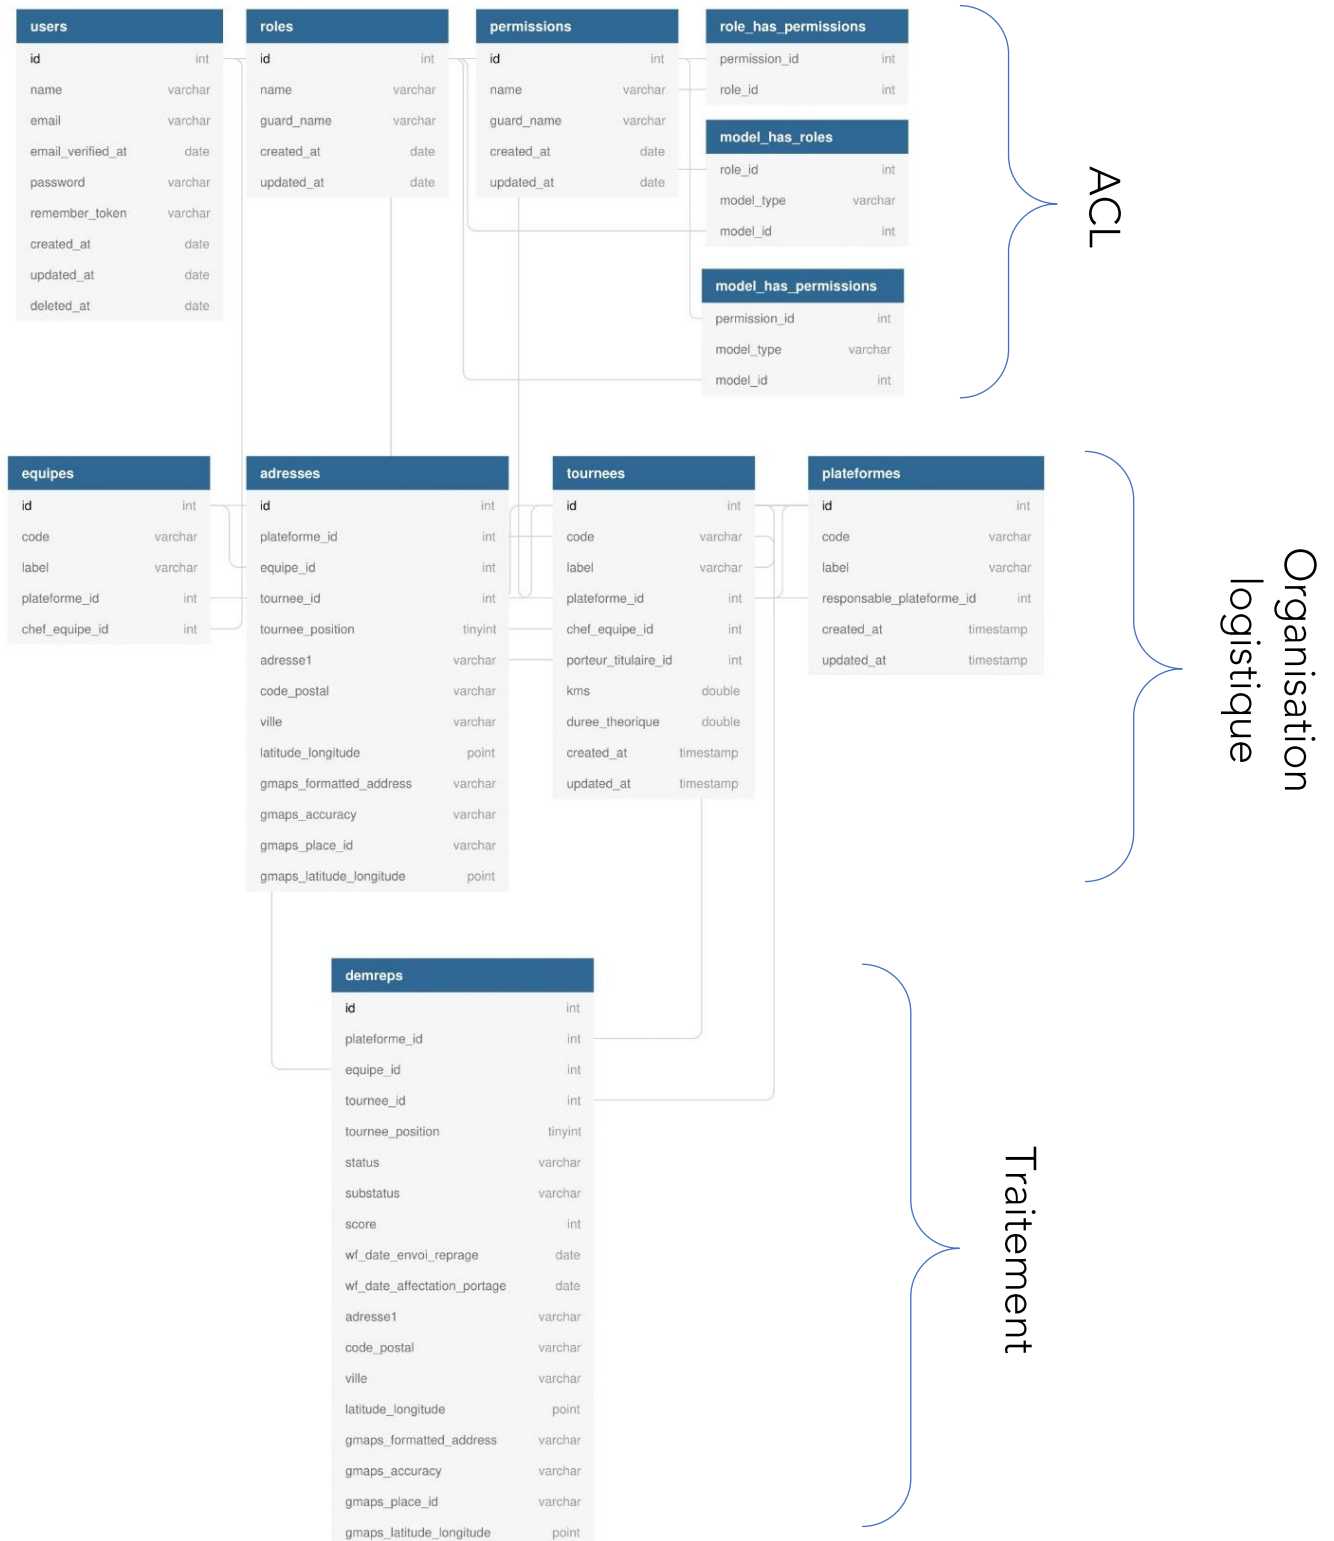 users
id int
name varchar
email varchar
email_verified_at date
password varchar
remember_token varchar
created_at date
updated_at date
deleted_at date
roles
id int
name varchar
guard_name varchar
created_at date
updated_at date
permissions
id int
name varchar
guard_name varchar
created_at date
updated_at date
role_has_permissions
permission_id int
role_id int
model_has_roles
role_id int
model_type varchar
model_id int
model_has_permissions
permission_id int
model_type varchar
model_id int
ACL
equipes
id int
code varchar
label varchar
plateforme_id int
chef_equipe_id int
adresses
id int
plateforme_id int
equipe_id int
tournee_id int
tournee_position tinyint
adresse1 varchar
code_postal varchar
ville varchar
latitude_longitude point
gmaps_formatted_address varchar
gmaps_accuracy varchar
gmaps_place_id varchar
gmaps_latitude_longitude point
tournees
id int
code varchar
label varchar
plateforme_id int
chef_equipe_id int
porteur_titulaire_id int
kms double
duree_theorique double
created_at timestamp
updated_at timestamp
plateformes
id int
code varchar
label varchar
responsable_plateforme_id int
created_at timestamp
updated_at timestamp
Organisation
logistique
demreps
id int
plateforme_id int
equipe_id int
tournee_id int
tournee_position tinyint
status varchar
substatus varchar
score int
wf_date_envoi_reprage date
wf_date_affectation_portage date
adresse1 varchar
code_postal varchar
ville varchar
latitude_longitude point
gmaps_formatted_address varchar
gmaps_accuracy varchar
gmaps_place_id varchar
gmaps_latitude_longitude point
Traitement